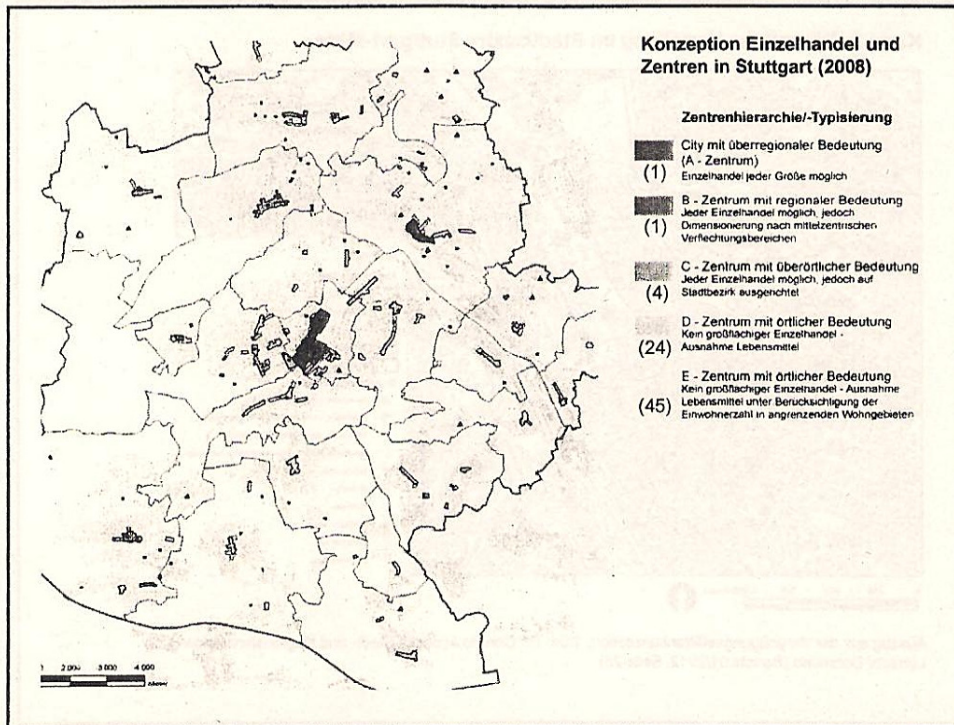 Konzeption Einzelhandel und
Zentren in Stuttgart (2008)
Zentrenhierarchie/-Typisierung
City mit überregionaler Bedeutung
(A - Zentrum)
Einzelhandel jeder Größe möglich
(1)
B - Zentrum mit regionaler Bedeutung
Jeder Einzelhandel möglich, jedoch
Dimensionierung nach mittelzentrischen
Verflechtungsbereichen
(1)
C - Zentrum mit überörtlicher Bedeutung
Jeder Einzelhandel möglich, jedoch auf
Stadtbezirk ausgerichtet
(4)
D - Zentrum mit örtlicher Bedeutung
Kein großflächiger Einzelhandel -
Ausnahme Lebensmittel
(24)
E - Zentrum mit örtlicher Bedeutung
Kein großflächiger Einzelhandel - Ausnahme
Lebensmittel unter Berücksichtigung der
Einwohnerzahl in angrenzenden Wohngebieten
(45)
2 000 3 000 4 000